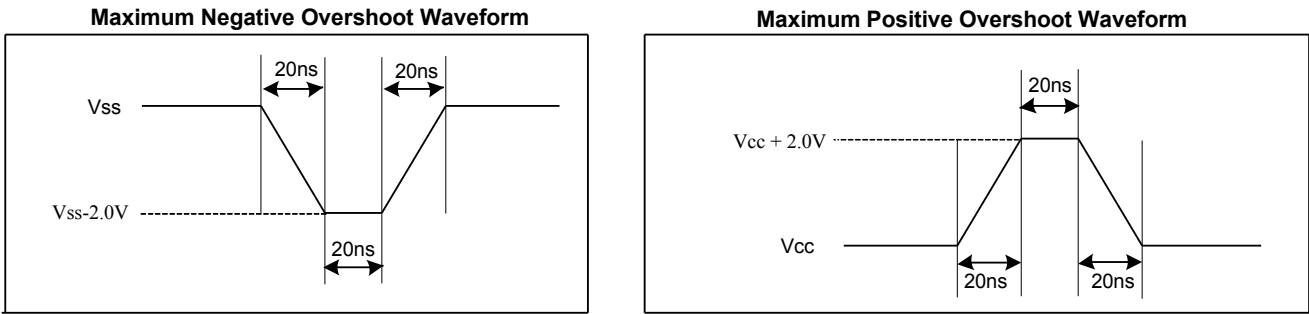 Maximum Negative Overshoot Waveform
20ns
20ns
Vss
Vss-2.0V
20ns
Maximum Positive Overshoot Waveform
20ns
Vcc + 2.0V
Vcc
20ns
20ns